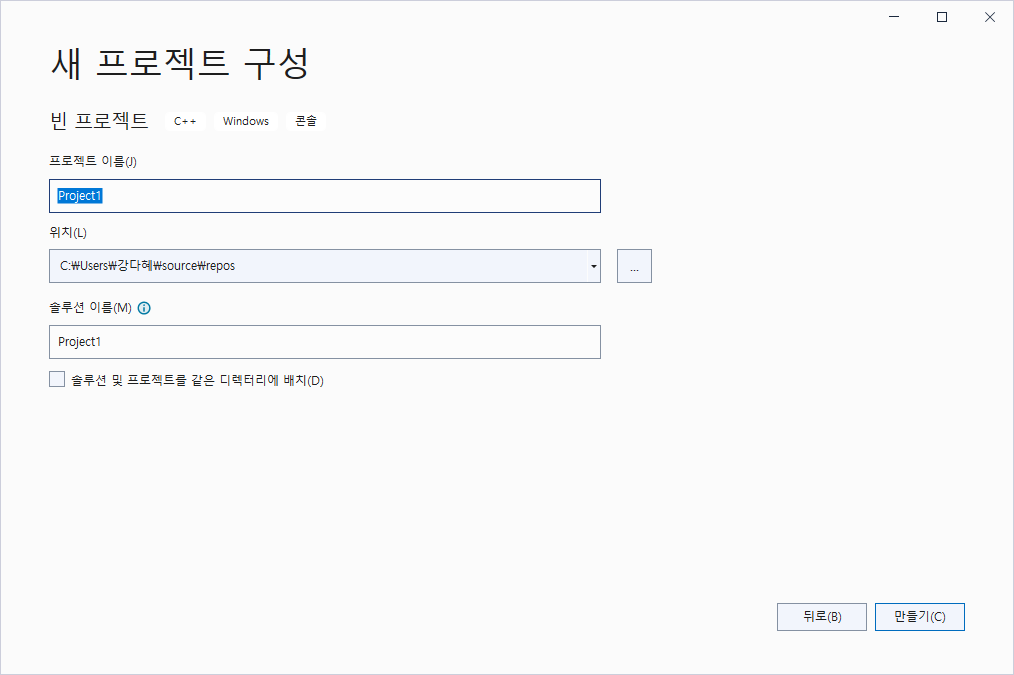 새 프로젝트 구성
빈 프로젝트 C++ Windows 콘솔
프로젝트 이름(J)
Project1
위치(L)
C:₩Users₩강다혜₩source₩repos
...
솔루션 이름(M)
Project1
솔루션 및 프로젝트를 같은 디렉터리에 배치(D)
뒤로(B) 만들기(C)